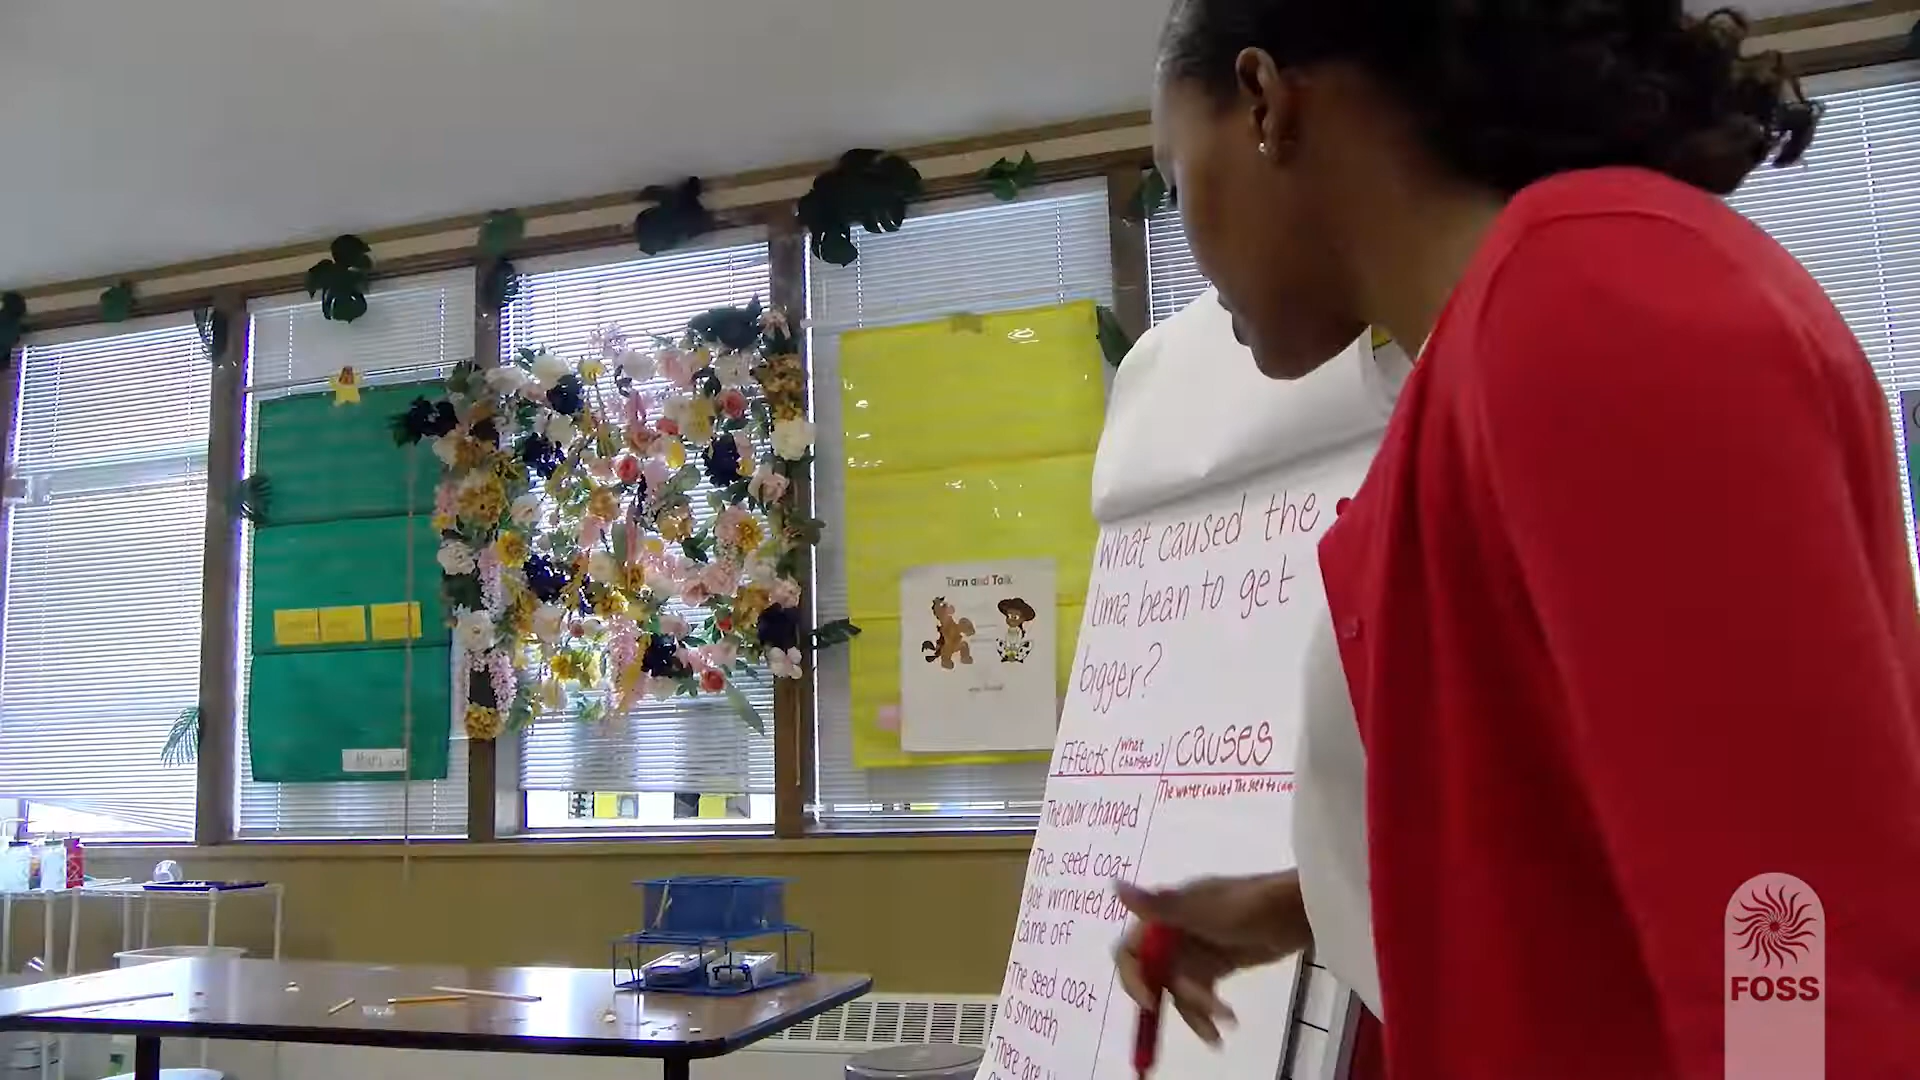 Turn and Talk
What caused the
lima bean to get
bigger?
Effects (what changed?) | Causes
The color changed
• The seed coat
got wrinkled and
came off
• The seed coat
is smooth
• There are
The water caused the seed to
FOSS